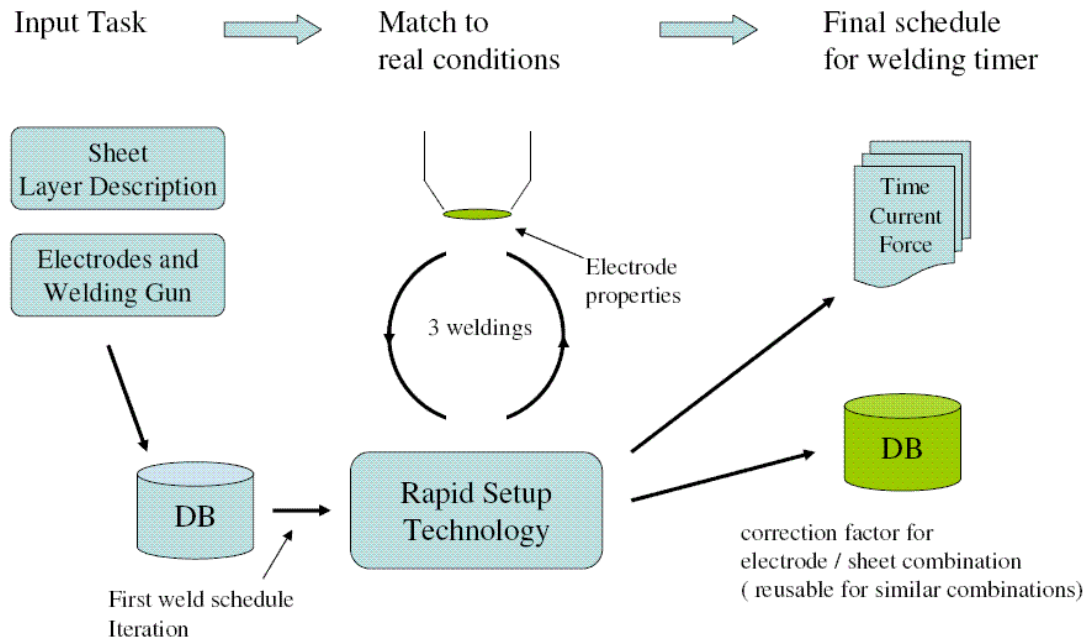 Input Task
Match to
real conditions
Final schedule
for welding timer
Sheet
Layer Description
Electrodes and
Welding Gun
Electrode
properties
3 weldings
Time
Current
Force
DB
Rapid Setup
Technology
DB
First weld schedule
Iteration
correction factor for
electrode / sheet combination
( reusable for similar combinations)